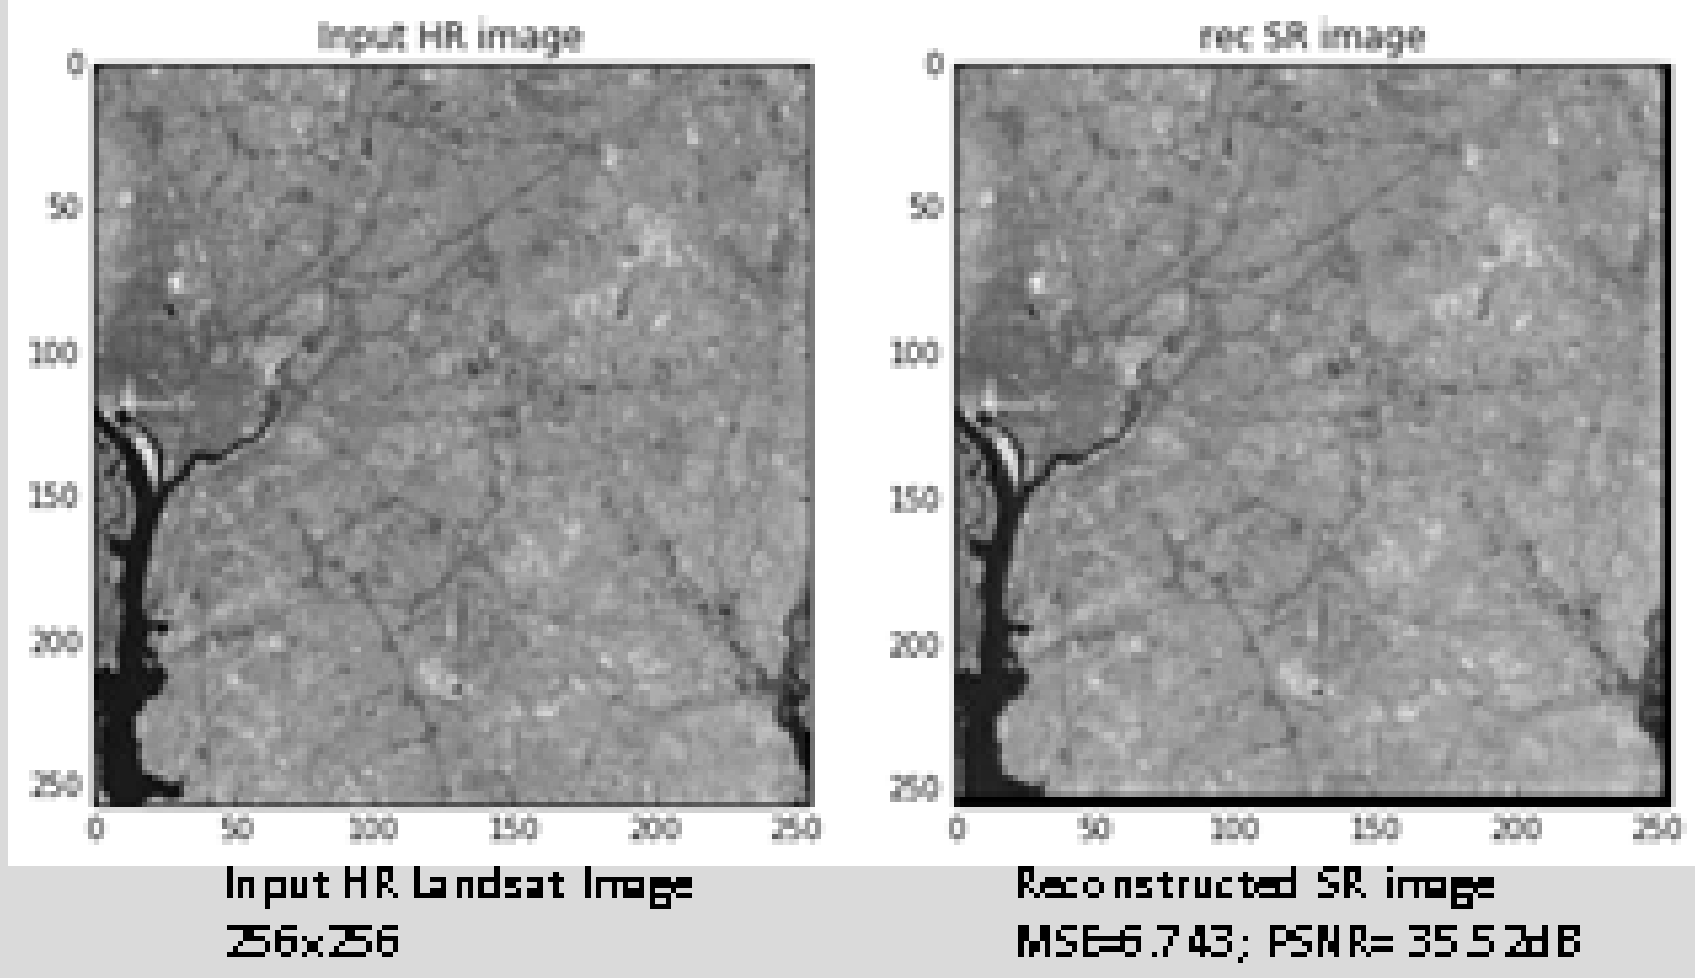 Input HR image
rec SR image
0
50
100
150
200
250
0 50 100 150 200 250
0
50
100
150
200
250
0 50 100 150 200 250
Input HR Landsat Image
256x256
Reconstructed SR image
MSE=6.743; PSNR= 35.52dB